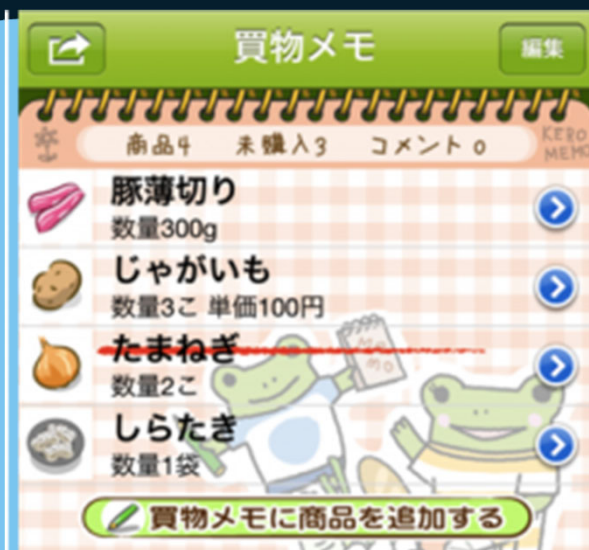 買物メモ
編集
商品4 未購入3 コメント0
KERO MEMO
豚薄切り
数量300g
じゃがいも
数量3こ 単価100円
たまねぎ
数量2こ
しらたき
数量1袋
MEMO
買物メモに商品を追加する